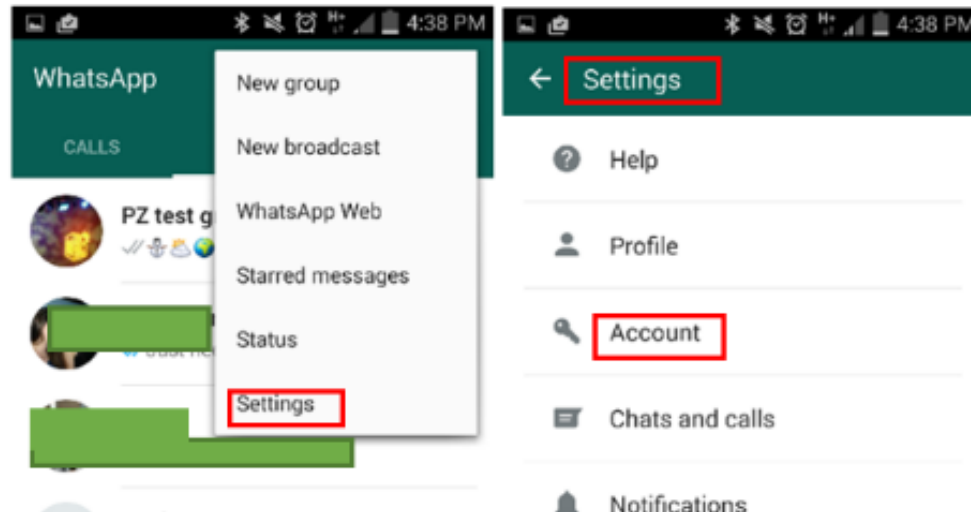 4:38 PM
WhatsApp
CALLS
PZ test g
New group
New broadcast
WhatsApp Web
Starred messages
Status
Settings
4:38 PM
Settings
Help
Profile
Account
Chats and calls
Notifications